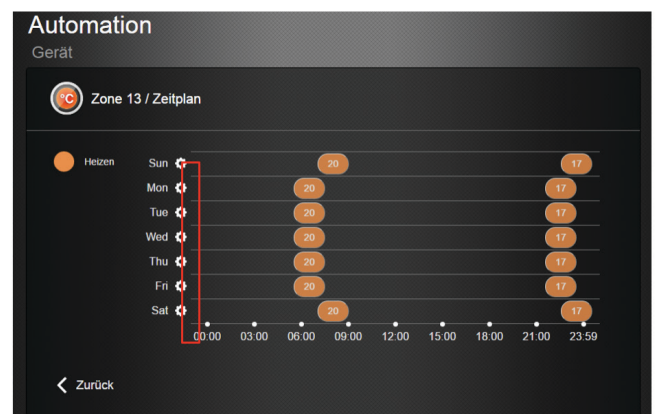 Automation
Gerät
°C Zone 13 / Zeitplan
Heizen Sun 20 17
Mon 20 17
Tue 20 17
Wed 20 17
Thu 20 17
Fri 20 17
Sat 20 17
00:00 03:00 06:00 09:00 12:00 15:00 18:00 21:00 23:59
Zurück